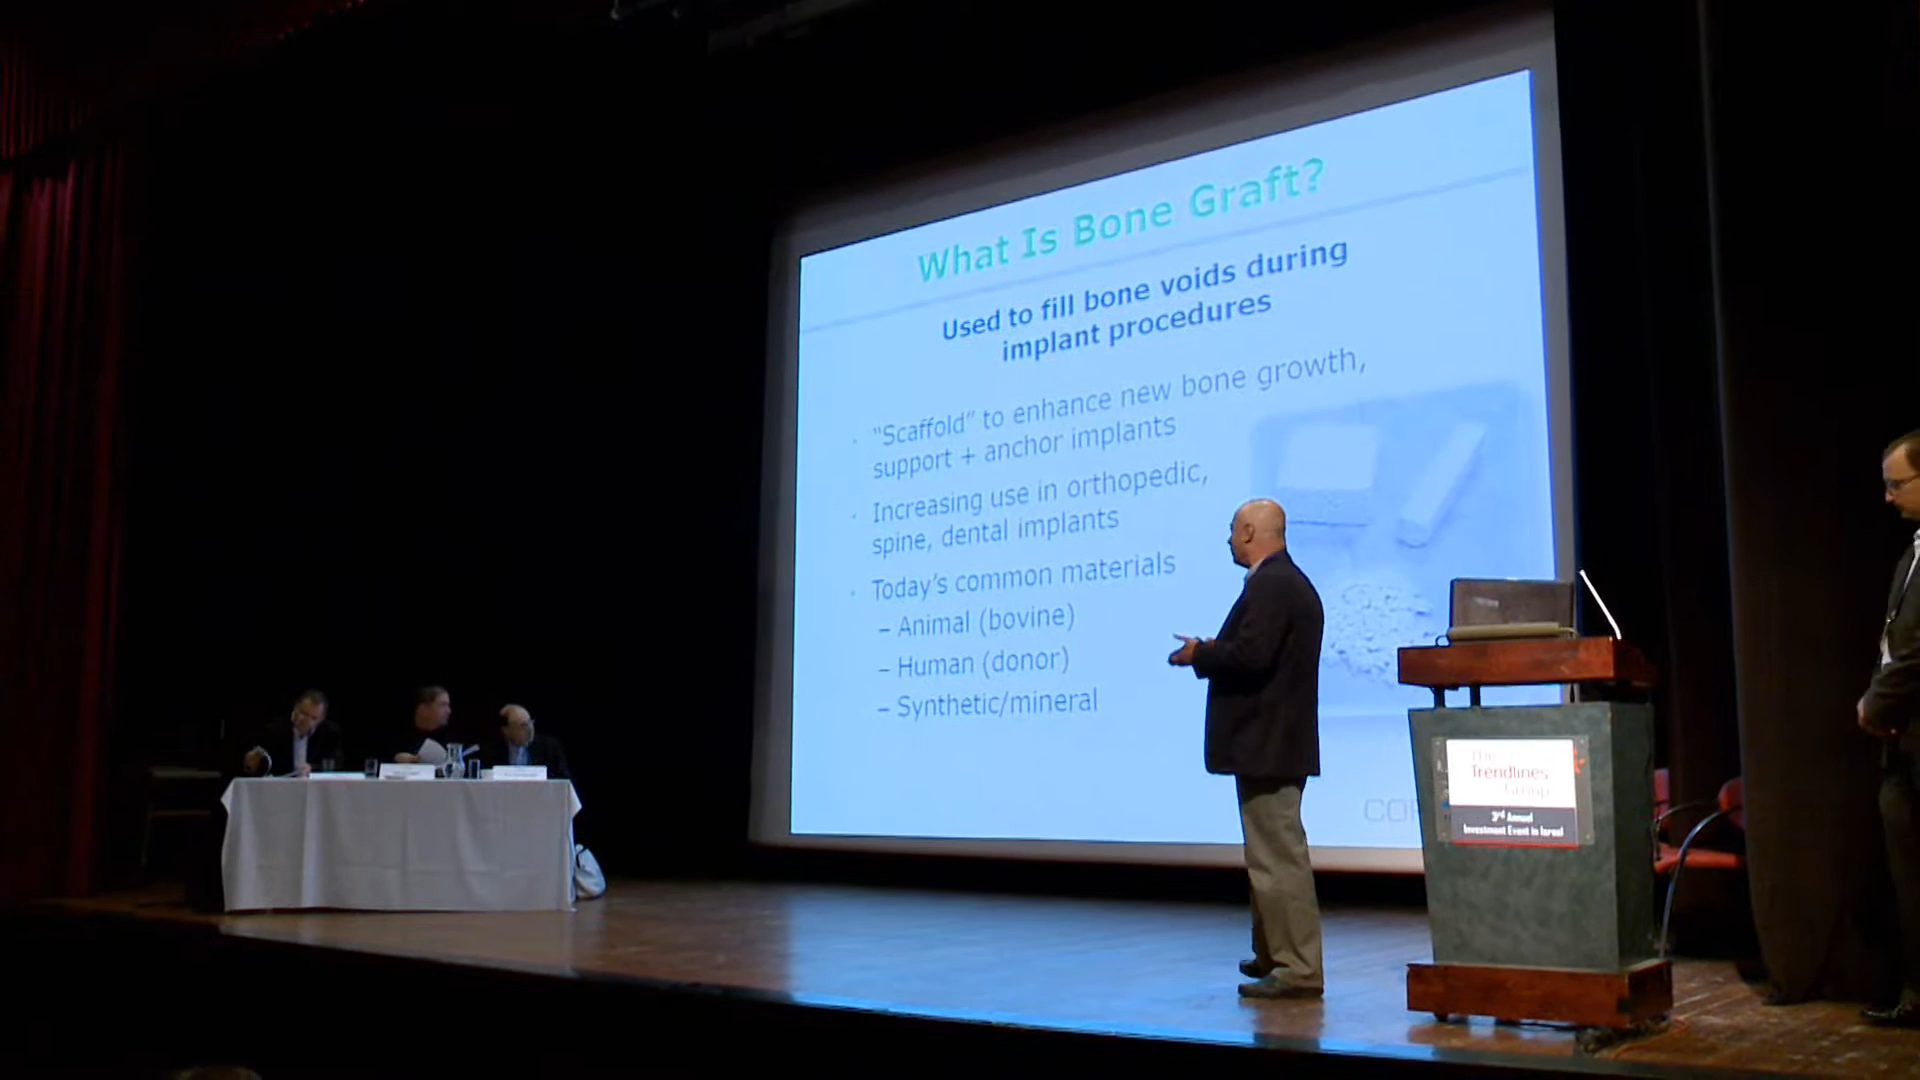 What Is Bone Graft?
Used to fill bone voids during
implant procedures
· “Scaffold” to enhance new bone growth,
support + anchor implants
· Increasing use in orthopedic,
spine, dental implants
· Today’s common materials
– Animal (bovine)
– Human (donor)
– Synthetic/mineral
The
Trendlines
Group
3rd Annual
Investment Event in Israel